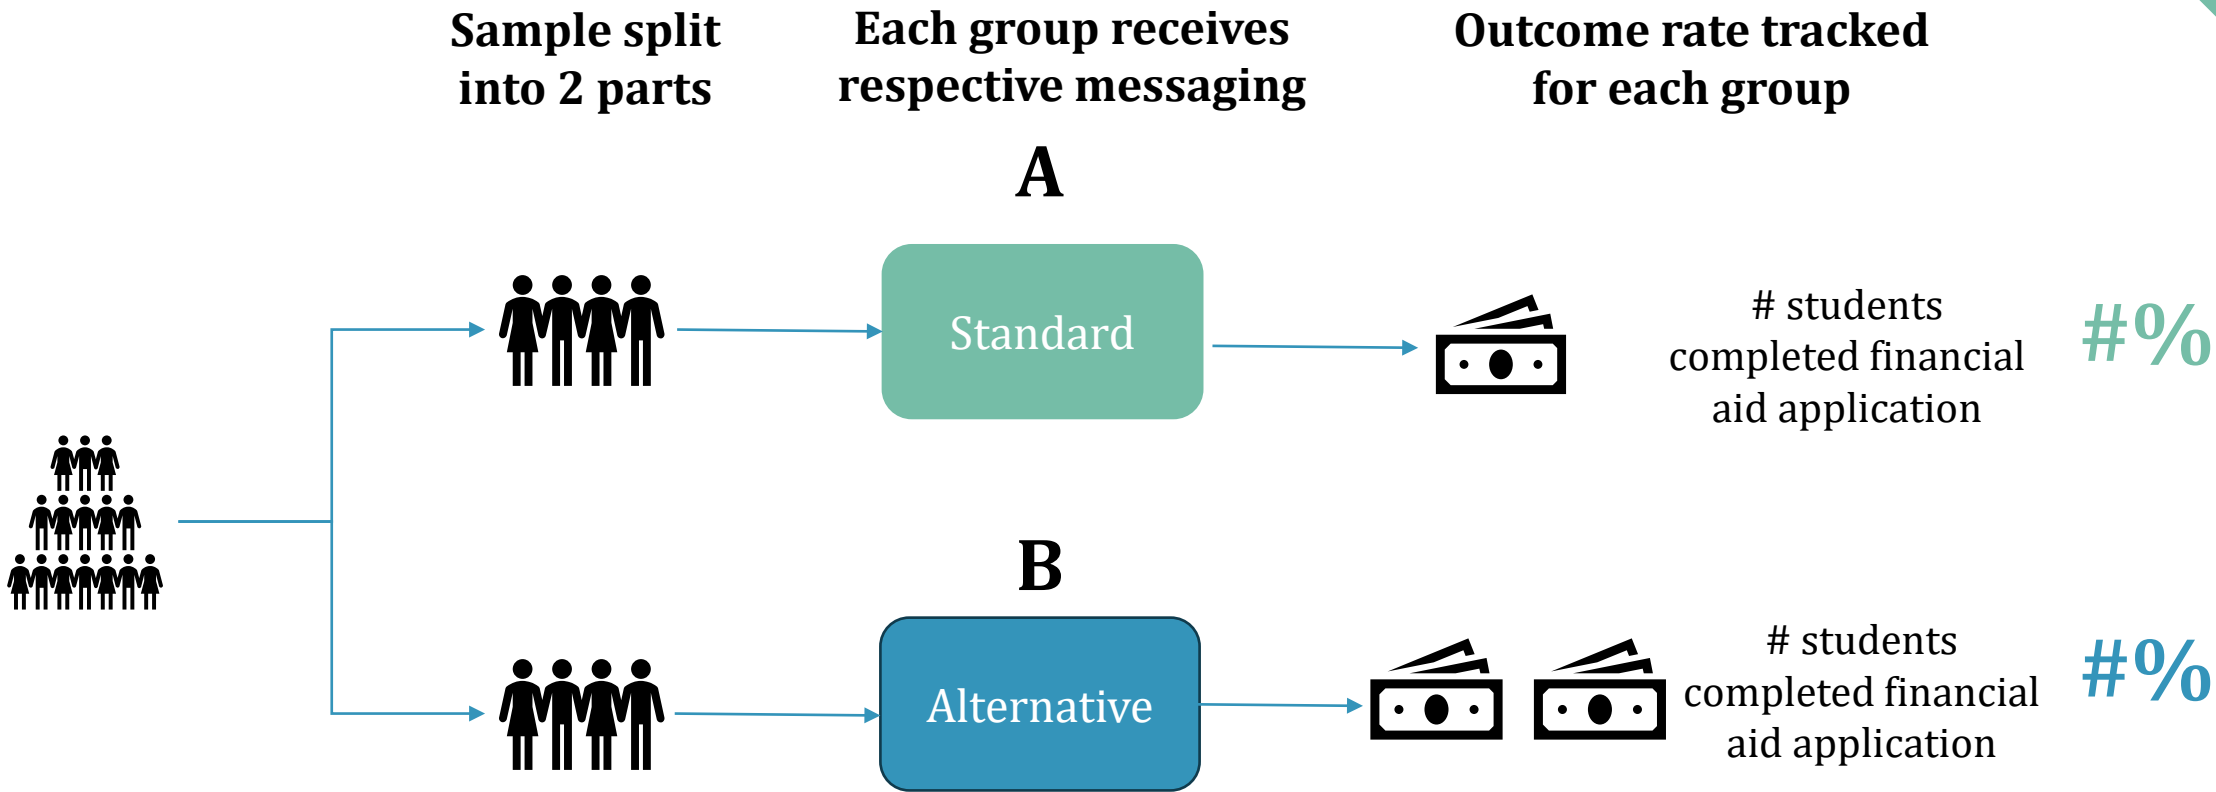 Sample split
into 2 parts
Each group receives
respective messaging
Outcome rate tracked
for each group
A
Standard
# students
completed financial
aid application
#%
B
Alternative
# students
completed financial
aid application
#%